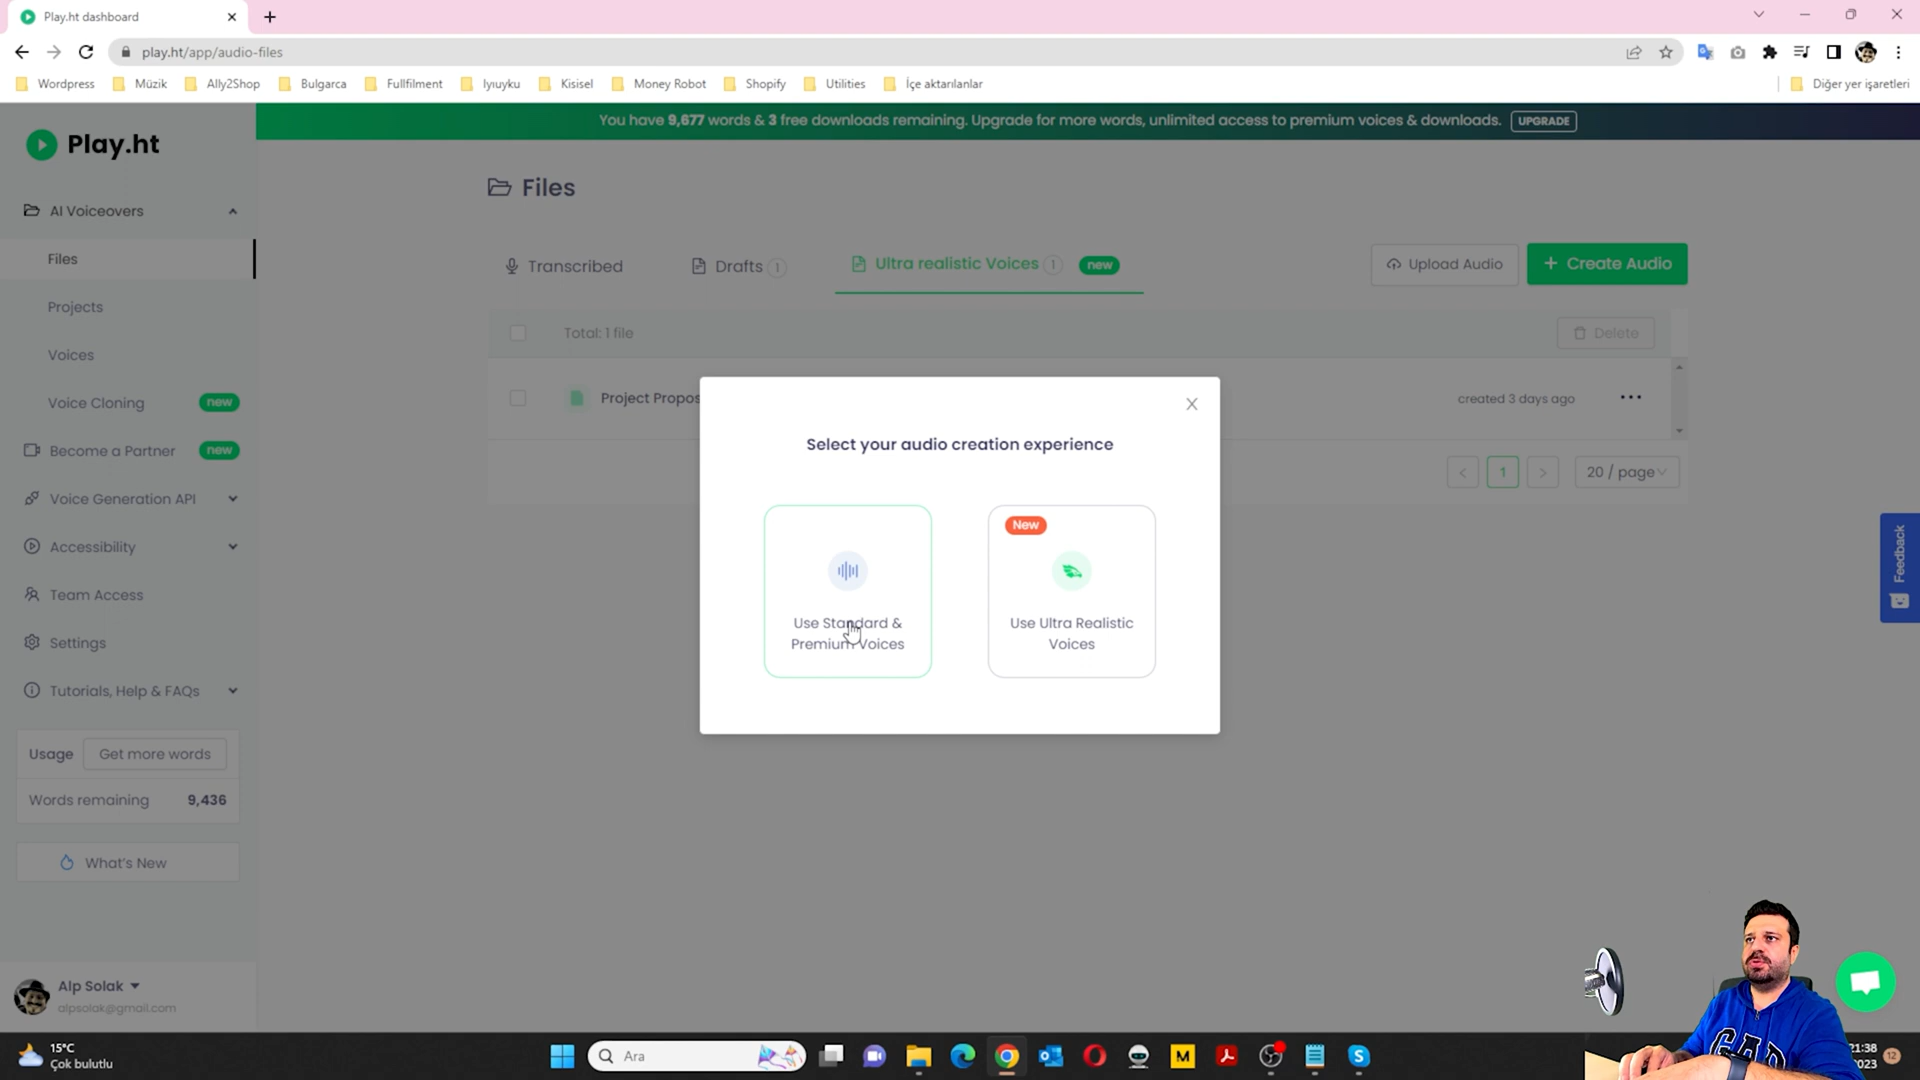 Play.ht dashboard
play.ht/app/audio-files
Wordpress
Müzik
Ally2Shop
Bulgarca
Fullfilment
Iyıuyku
Kisisel
Money Robot
Shopify
Utilities
İçe aktarılanlar
Diğer yer işaretleri
You have 9,677 words & 3 free downloads remaining. Upgrade for more words, unlimited access to premium voices & downloads.
UPGRADE
Play.ht
AI Voiceovers
Files
Projects
Voices
Voice Cloning
new
Become a Partner
new
Voice Generation API
Accessibility
Team Access
Settings
Tutorials, Help & FAQs
Usage
Get more words
Words remaining
9,436
What's New
Alp Solak
alpsolak@gmail.com
Files
Transcribed
Drafts 1
Ultra realistic Voices 1
new
Upload Audio
+ Create Audio
Total: 1 file
Delete
Project Propos
created 3 days ago
1
20 / page
Select your audio creation experience
Use Standard &
Premium Voices
New
Use Ultra Realistic
Voices
Feedback
15°C
Çok bulutlu
Ara
M
S
GAP
21:38
2023
12